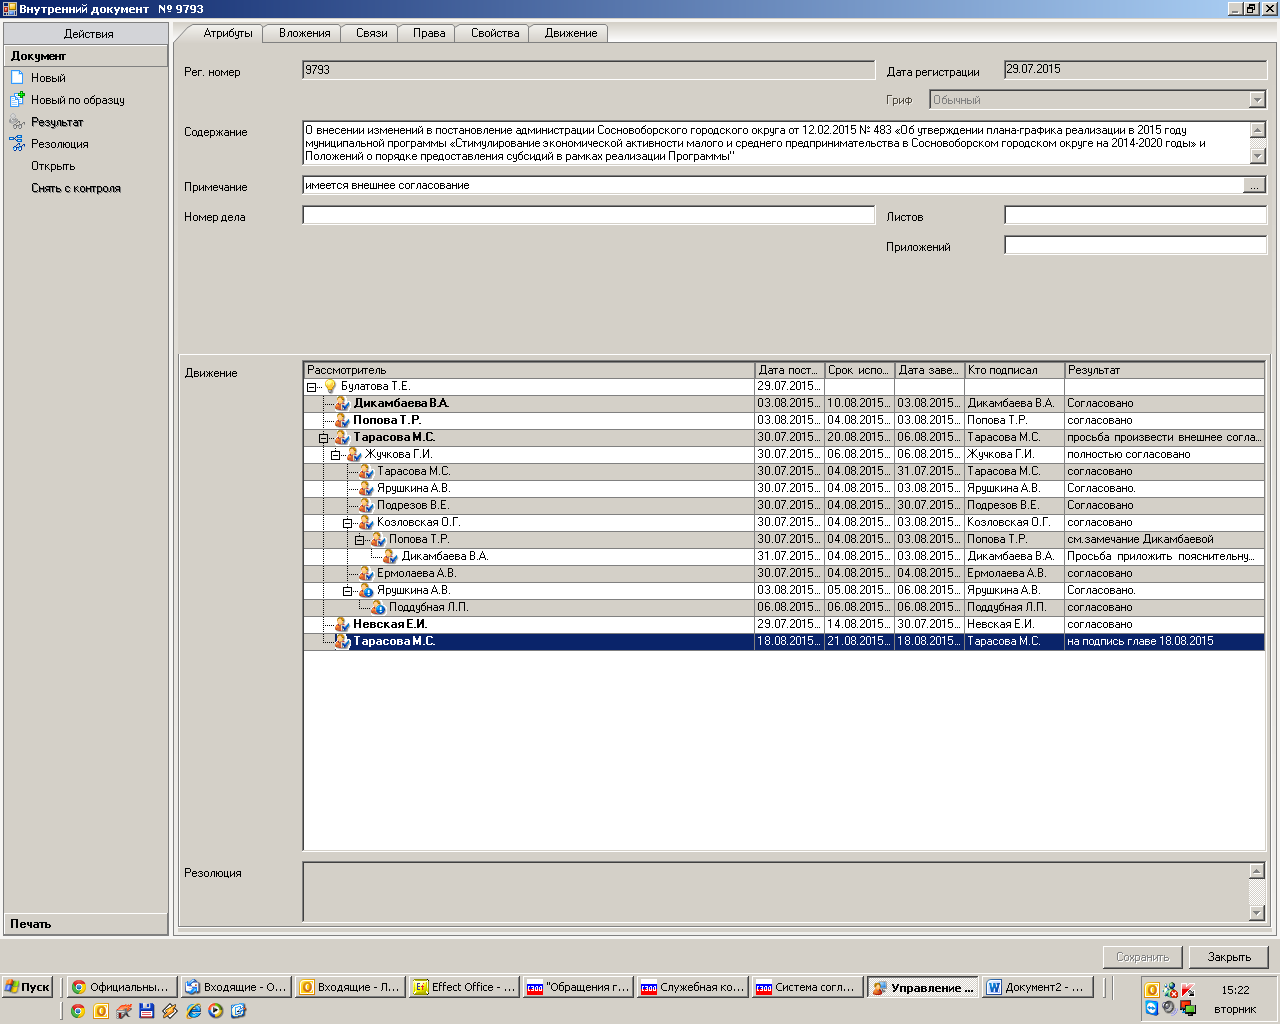 Внутренний документ № 9793
Действия
Документ
Новый
Новый по образцу
Результат
Резолюция
Открыть
Снять с контроля
Печать
Атрибуты Вложения Связи Права Свойства Движение
Рег. номер 9793 Дата регистрации 29.07.2015
Гриф Обычный
Содержание
О внесении изменений в постановление администрации Сосновоборского городского округа от 12.02.2015 № 483 «Об утверждении плана-графика реализации в 2015 году
муниципальной программы «Стимулирование экономической активности малого и среднего предпринимательства в Сосновоборском городском округе на 2014-2020 годы» и
Положений о порядке предоставления субсидий в рамках реализации Программы"
Примечание имеется внешнее согласование ...
Номер дела Листов
Приложений
Движение
Рассмотритель Дата пост... Срок испо... Дата заве... Кто подписал Результат
Булатова Т.Е. 29.07.2015...
Дикамбаева В.А. 03.08.2015... 10.08.2015... 03.08.2015... Дикамбаева В.А. Согласовано
Попова Т.Р. 03.08.2015... 04.08.2015... 03.08.2015... Попова Т.Р. согласовано
Тарасова М.С. 30.07.2015... 20.08.2015... 06.08.2015... Тарасова М.С. просьба произвести внешнее согла...
Жучкова Г.И. 30.07.2015... 06.08.2015... 06.08.2015... Жучкова Г.И. полностью согласовано
Тарасова М.С. 30.07.2015... 04.08.2015... 31.07.2015... Тарасова М.С. согласовано
Ярушкина А.В. 30.07.2015... 04.08.2015... 03.08.2015... Ярушкина А.В. Согласовано.
Подрезов В.Е. 30.07.2015... 04.08.2015... 30.07.2015... Подрезов В.Е. Согласовано
Козловская О.Г. 30.07.2015... 04.08.2015... 03.08.2015... Козловская О.Г. согласовано
Попова Т.Р. 30.07.2015... 04.08.2015... 03.08.2015... Попова Т.Р. см.замечание Дикамбаевой
Дикамбаева В.А. 31.07.2015... 04.08.2015... 03.08.2015... Дикамбаева В.А. Просьба приложить пояснительну...
Ермолаева А.В. 30.07.2015... 04.08.2015... 04.08.2015... Ермолаева А.В. согласовано
Ярушкина А.В. 03.08.2015... 05.08.2015... 06.08.2015... Ярушкина А.В. Согласовано.
Поддубная Л.П. 06.08.2015... 06.08.2015... 06.08.2015... Поддубная Л.П. согласовано
Невская Е.И. 29.07.2015... 14.08.2015... 30.07.2015... Невская Е.И. согласовано
Тарасова М.С. 18.08.2015... 21.08.2015... 18.08.2015... Тарасова М.С. на подпись главе 18.08.2015
Резолюция
Сохранить Закрыть
Пуск Официальны... Входящие - О... Входящие - Л... Effect Office - ... "Обращения г... Служебная ко... Система согл... Управление ... Документ2 - ... 15:22
вторник